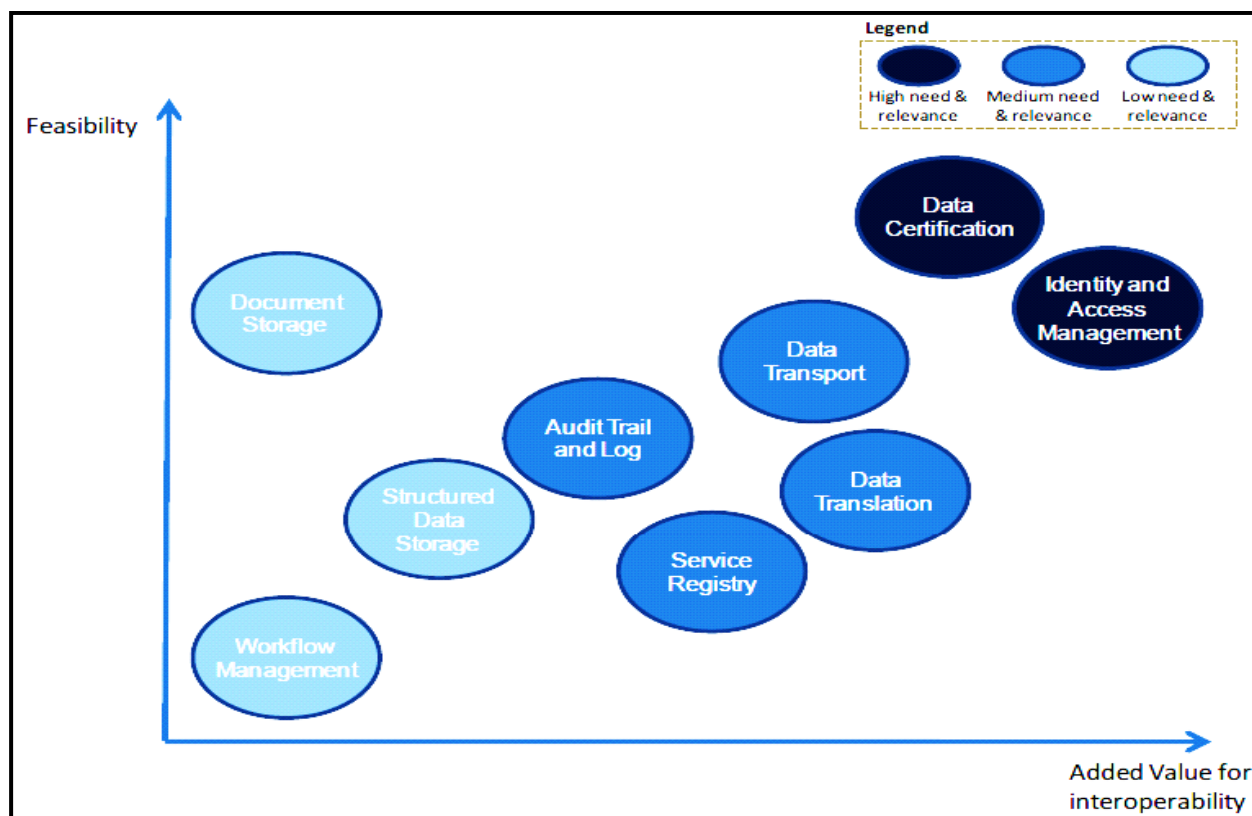 Legend
High need &
relevance
Medium need
& relevance
Low need &
relevance
Feasibility
Data
Certification
Identity and
Access
Management
Document
Storage
Data
Transport
Audit Trail
and Log
Data
Translation
Structured
Data
Storage
Service
Registry
Workflow
Management
Added Value for
interoperability